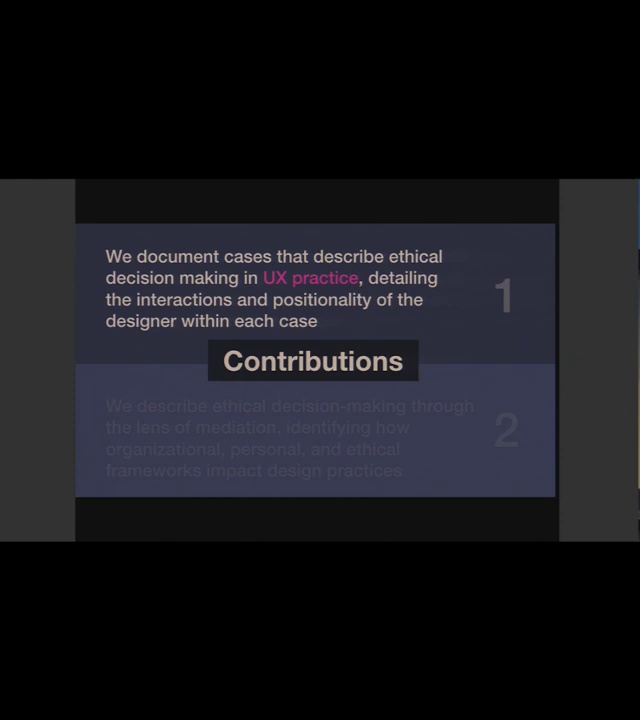 We document cases that describe ethical
decision making in UX practice, detailing
the interactions and positionality of the
designer within each case
1
Contributions
We describe ethical decision-making through
the lens of mediation, identifying how
organizational, personal, and ethical
frameworks impact design practices
2